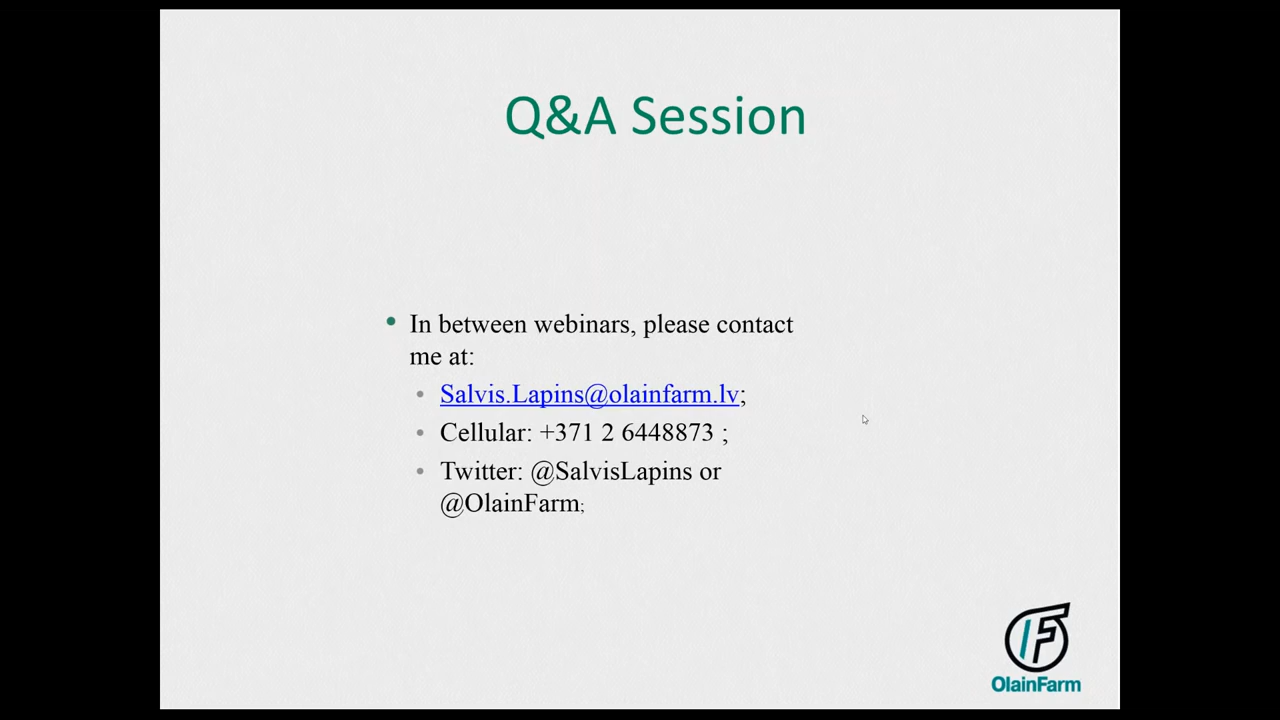 Q&A Session
In between webinars, please contact
me at:
Salvis.Lapins@olainfarm.lv;
Cellular: +371 2 6448873 ;
Twitter: @SalvisLapins or
@OlainFarm;
OlainFarm